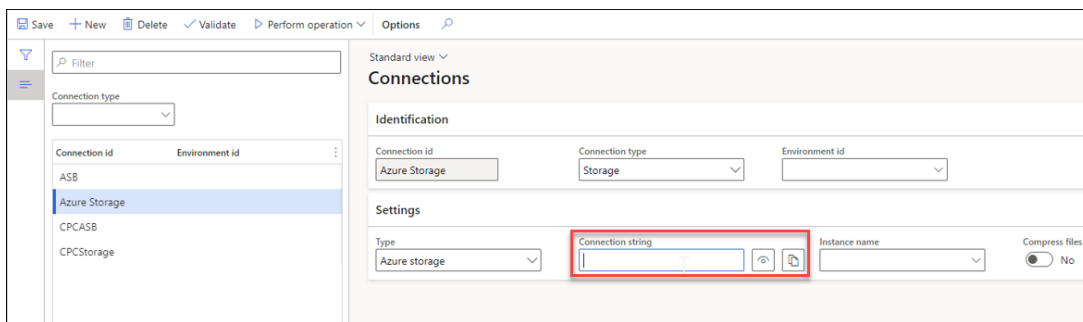 Save New Delete Validate Perform operation Options
Filter
Connection type
Connection id Environment id
ASB
Azure Storage
CPCASB
CPCStorage
Standard view
Connections
Identification
Connection id Connection type Environment id
Azure Storage Storage
Settings
Type Connection string Instance name Compress files
Azure storage No